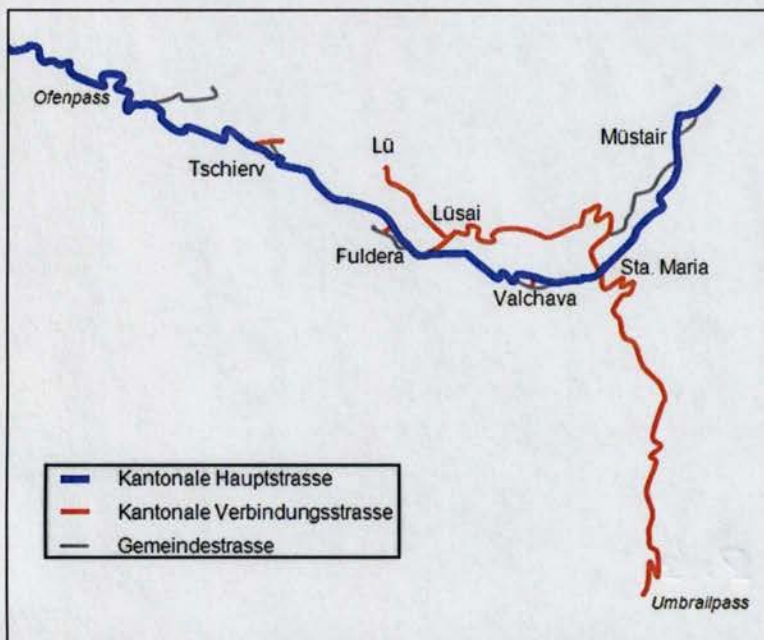 Ofenpass
Tschierv
Lü
Müstair
Lüsai
Fuldera
Sta. Maria
Valchava
Kantonale Hauptstrasse
Kantonale Verbindungsstrasse
Gemeindestrasse
Umbrailpass